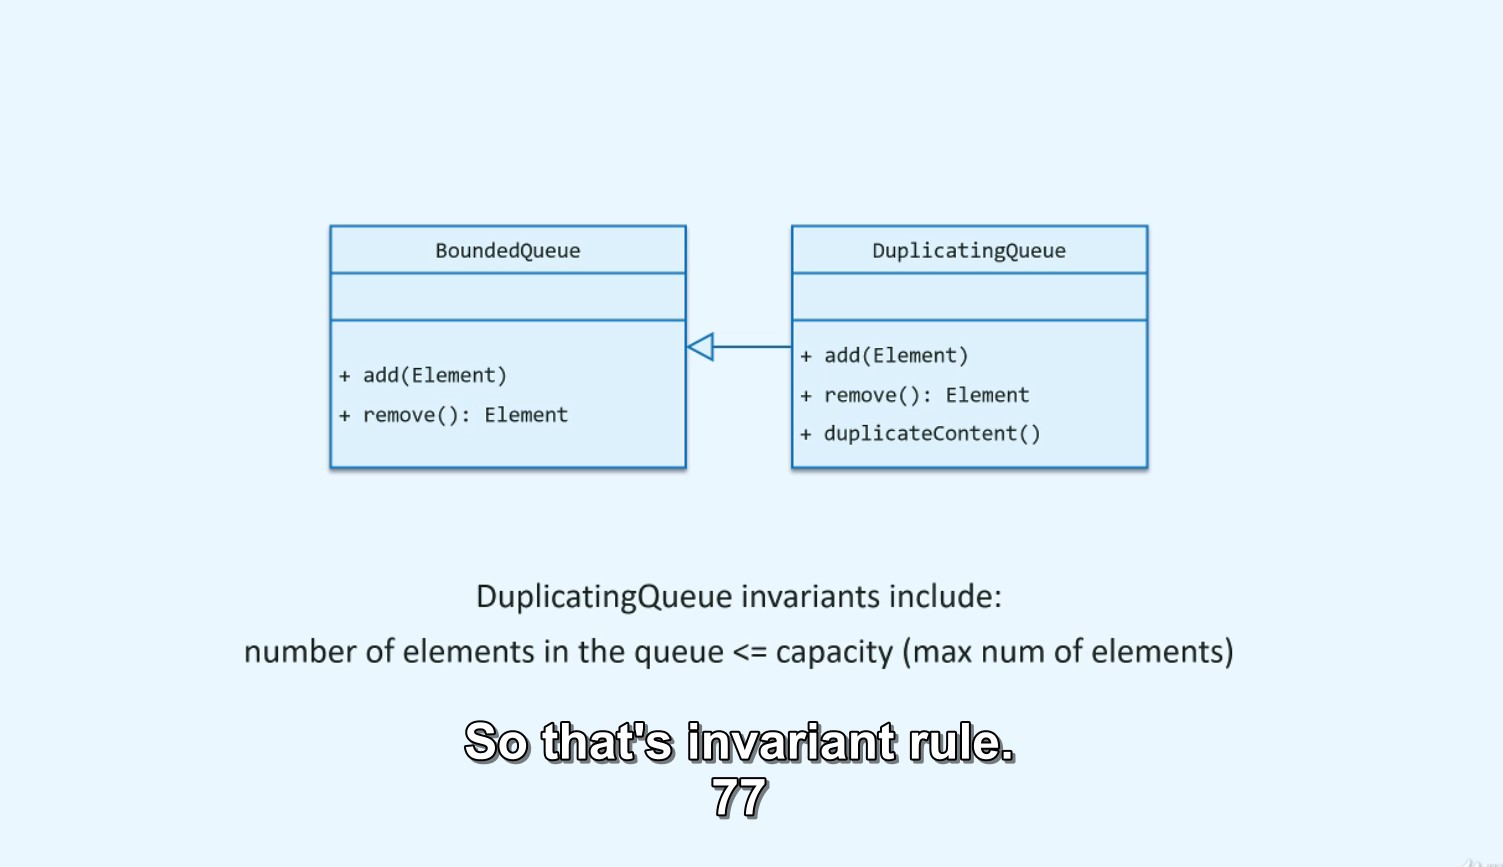 BoundedQueue
+ add(Element)
+ remove(): Element
DuplicatingQueue
+ add(Element)
+ remove(): Element
+ duplicateContent()
DuplicatingQueue invariants include:
number of elements in the queue <= capacity (max num of elements)
So that's invariant rule.
77